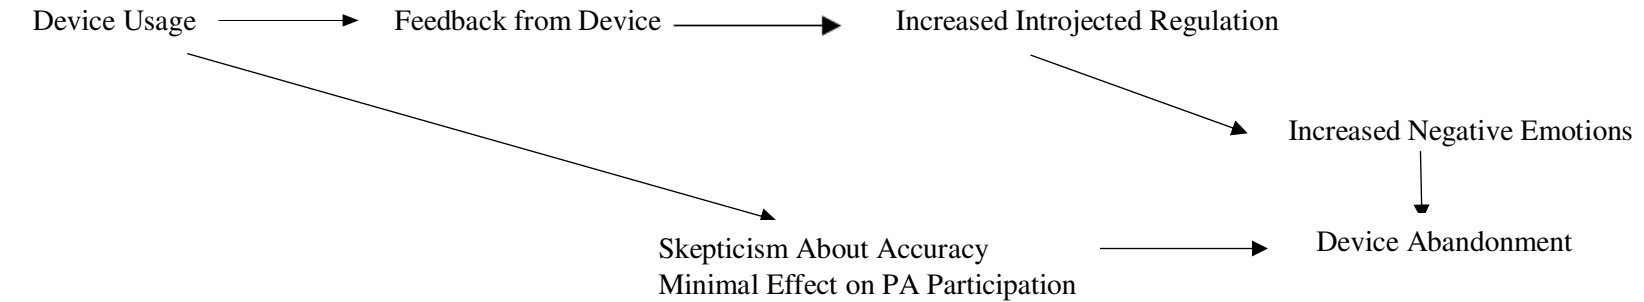 Device Usage
Feedback from Device
Increased Introjected Regulation
Increased Negative Emotions
Device Abandonment
Skepticism About Accuracy
Minimal Effect on PA Participation